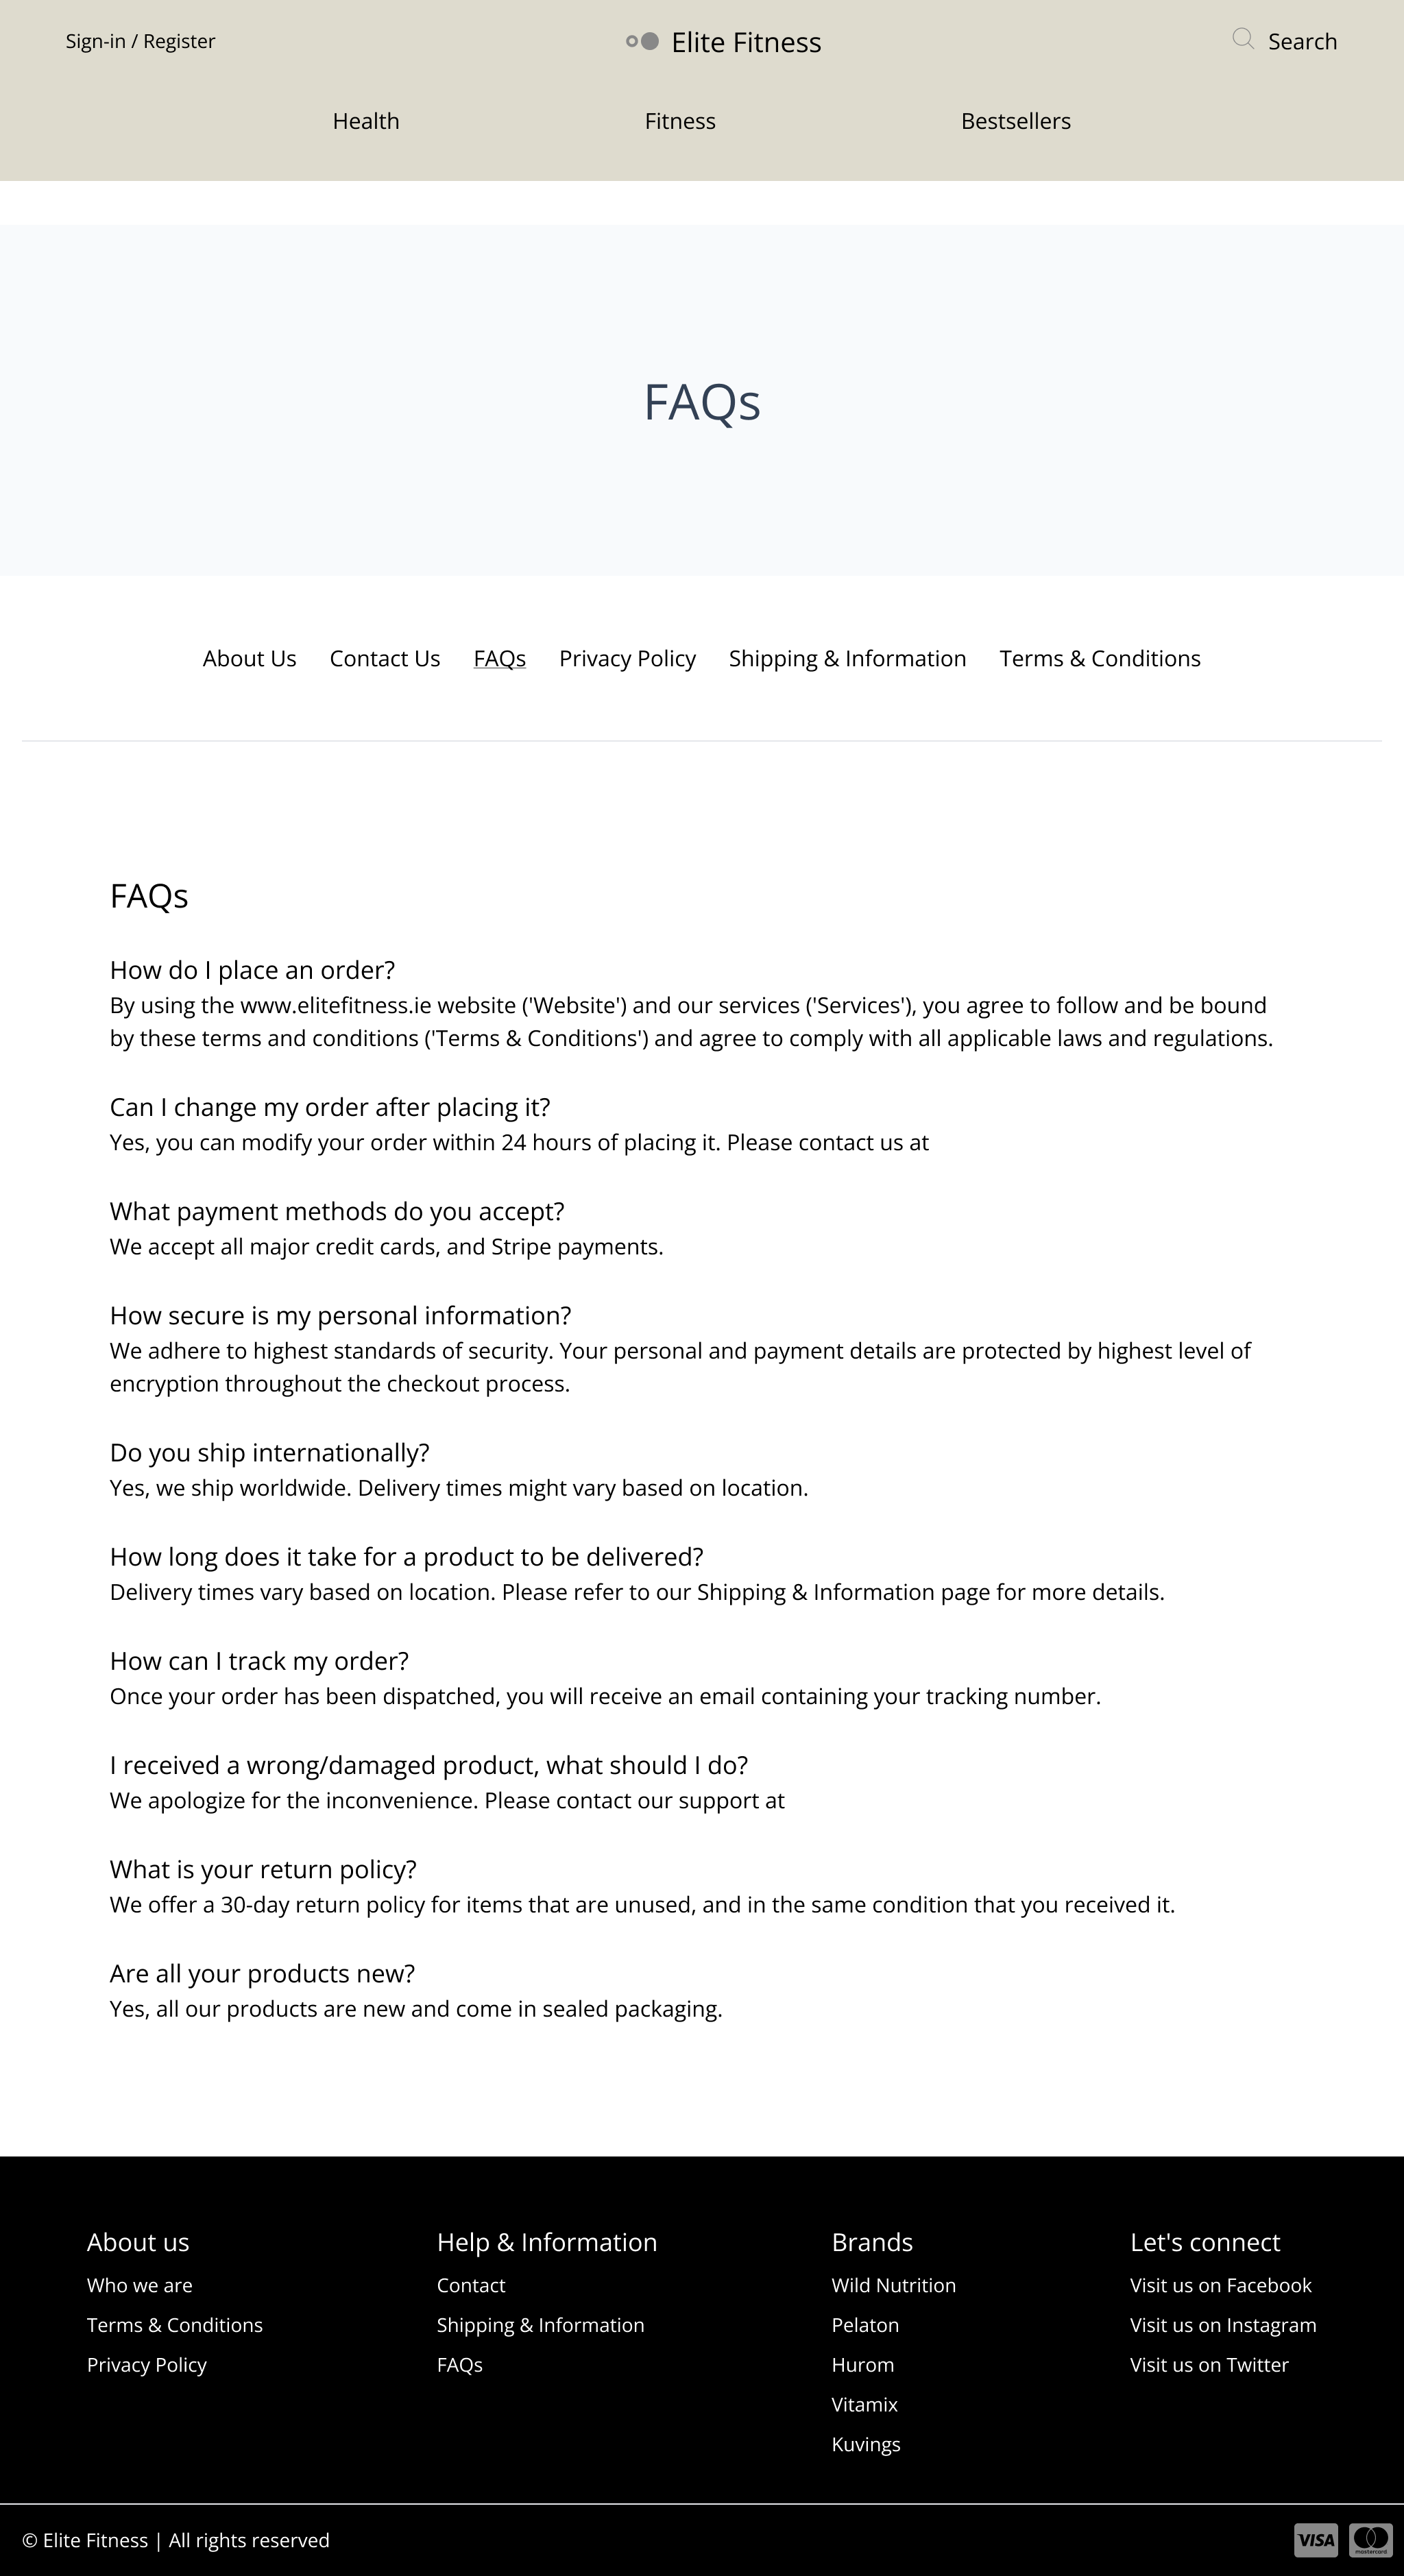 Sign-in / Register
Elite Fitness
Search
Health
Fitness
Bestsellers
FAQs
About Us
Contact Us
FAQs
Privacy Policy
Shipping & Information
Terms & Conditions
FAQs
How do I place an order?
By using the www.elitefitness.ie website ('Website') and our services ('Services'), you agree to follow and be bound
by these terms and conditions ('Terms & Conditions') and agree to comply with all applicable laws and regulations.
Can I change my order after placing it?
Yes, you can modify your order within 24 hours of placing it. Please contact us at
What payment methods do you accept?
We accept all major credit cards, and Stripe payments.
How secure is my personal information?
We adhere to highest standards of security. Your personal and payment details are protected by highest level of
encryption throughout the checkout process.
Do you ship internationally?
Yes, we ship worldwide. Delivery times might vary based on location.
How long does it take for a product to be delivered?
Delivery times vary based on location. Please refer to our Shipping & Information page for more details.
How can I track my order?
Once your order has been dispatched, you will receive an email containing your tracking number.
I received a wrong/damaged product, what should I do?
We apologize for the inconvenience. Please contact our support at
What is your return policy?
We offer a 30-day return policy for items that are unused, and in the same condition that you received it.
Are all your products new?
Yes, all our products are new and come in sealed packaging.
About us
Who we are
Terms & Conditions
Privacy Policy
Help & Information
Contact
Shipping & Information
FAQs
Brands
Wild Nutrition
Pelaton
Hurom
Vitamix
Kuvings
Let's connect
Visit us on Facebook
Visit us on Instagram
Visit us on Twitter
© Elite Fitness | All rights reserved
VISA
mastercard